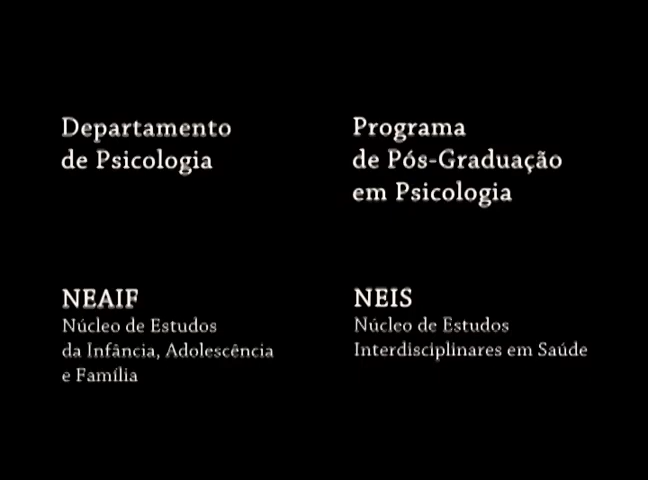 Departamento
de Psicologia
Programa
de Pós-Graduação
em Psicologia
NEAIF
Núcleo de Estudos
da Infância, Adolescência
e Família
NEIS
Núcleo de Estudos
Interdisciplinares em Saúde